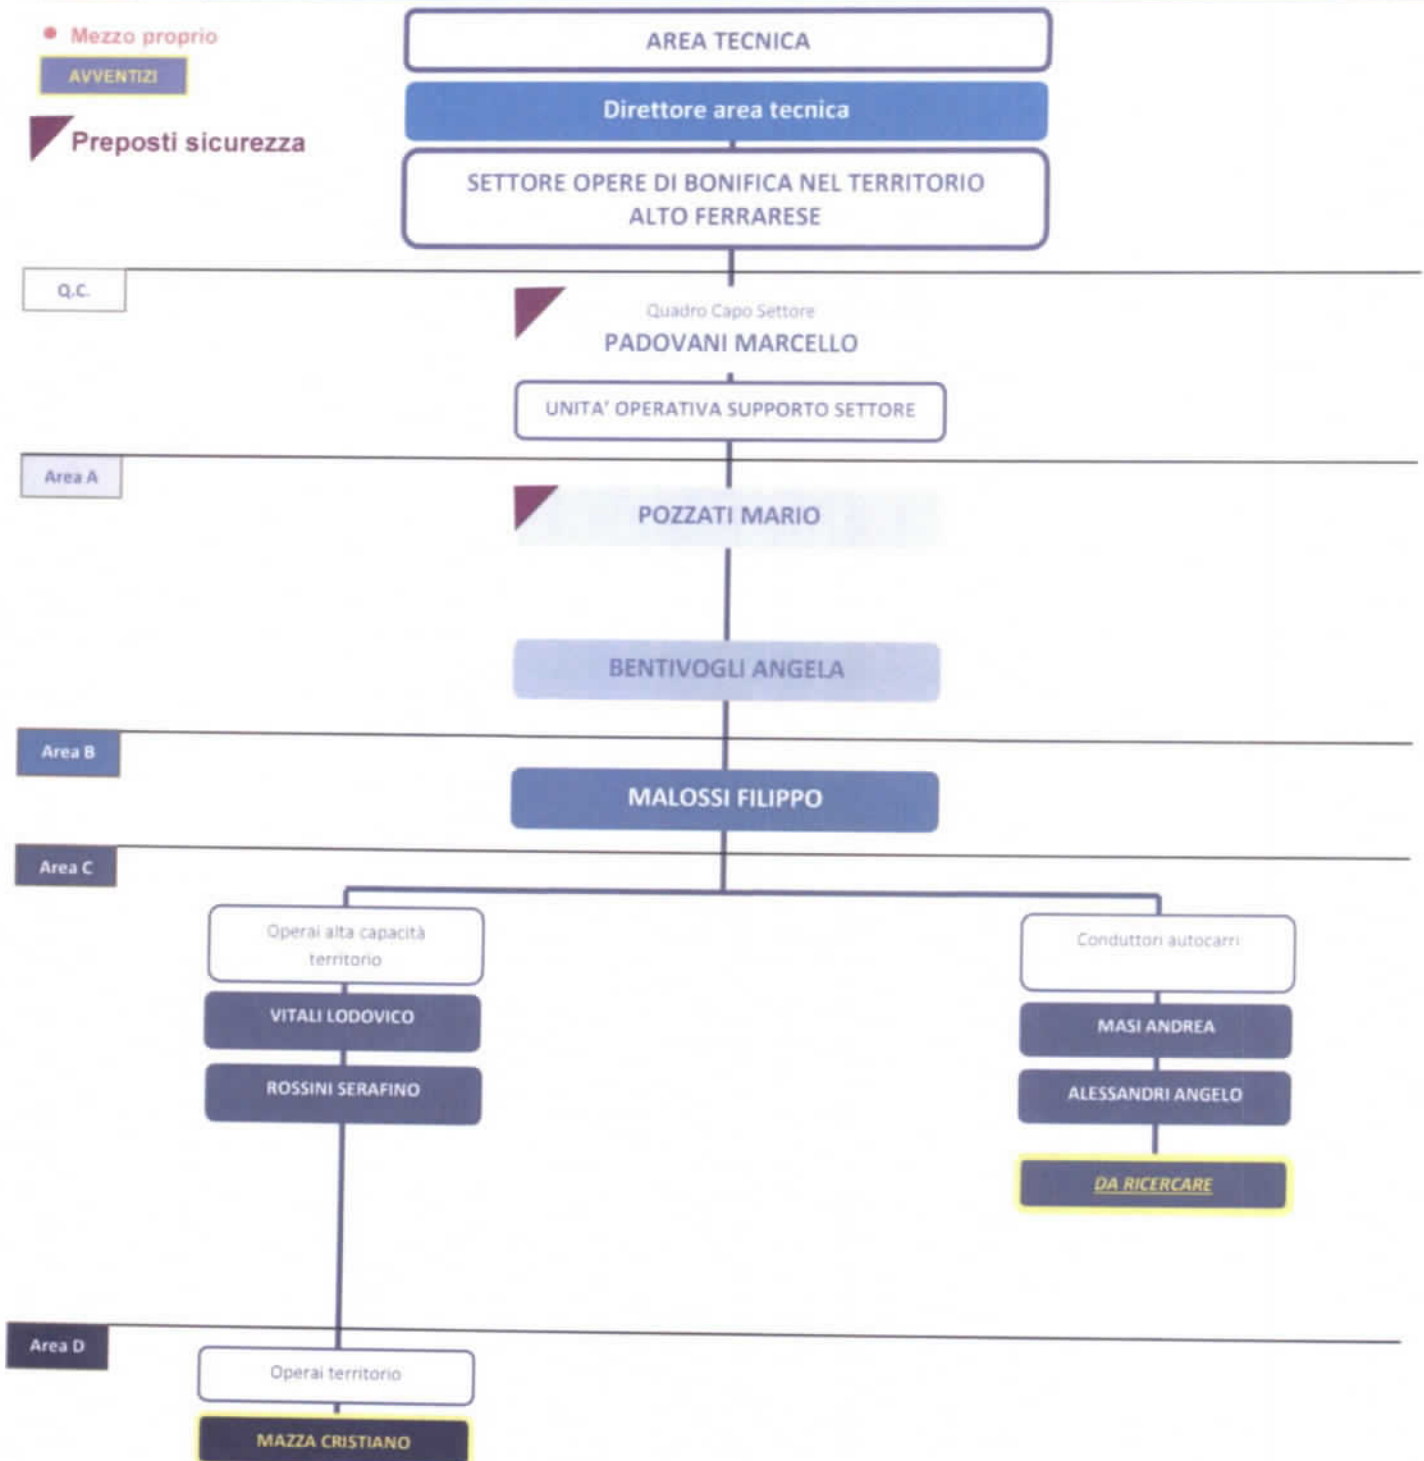 Mezzo proprio
AVVENTIZI
Preposti sicurezza
AREA TECNICA
Direttore area tecnica
SETTORE OPERE DI BONIFICA NEL TERRITORIO
ALTO FERRARESE
Q.C.
Quadro Capo Settore
PADOVANI MARCELLO
UNITA' OPERATIVA SUPPORTO SETTORE
Area A
POZZATI MARIO
BENTIVOGLI ANGELA
Area B
MALOSSI FILIPPO
Area C
Operai alta capacità
territorio
VITALI LODOVICO
ROSSINI SERAFINO
Conduttori autocarri
MASI ANDREA
ALESSANDRI ANGELO
DA RICERCARE
Area D
Operai territorio
MAZZA CRISTIANO